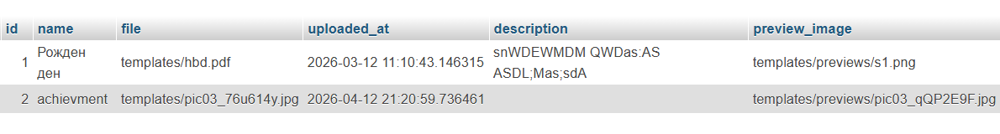 id name file uploaded_at description preview_image
1 Рожден ден templates/hbd.pdf 2026-03-12 11:10:43.146315 snWDEWMDM QWDas:AS ASDL;Mas;sdA templates/previews/s1.png
2 achievment templates/pic03_76u614y.jpg 2026-04-12 21:20:59.736461 templates/previews/pic03_qQP2E9F.jpg